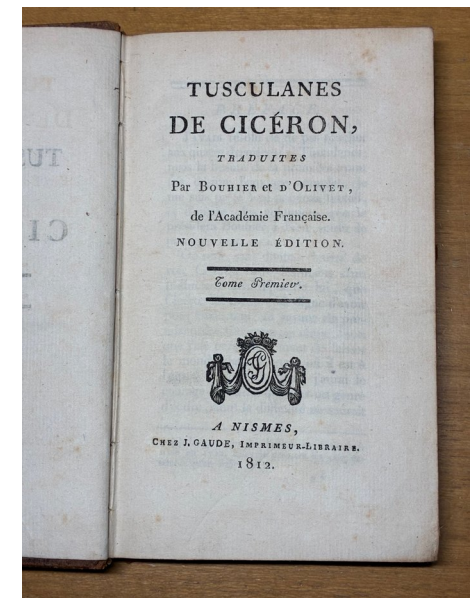 TUSCULANES
DE CICÉRON,
TRADUITES
Par BOUHIER et D'OLIVET,
de l'Académie Française.
NOUVELLE ÉDITION.
Tome Premier.
A NISMES,
CHEZ J. GAUDE, IMPRIMEUR-LIBRAIRE.
1812.